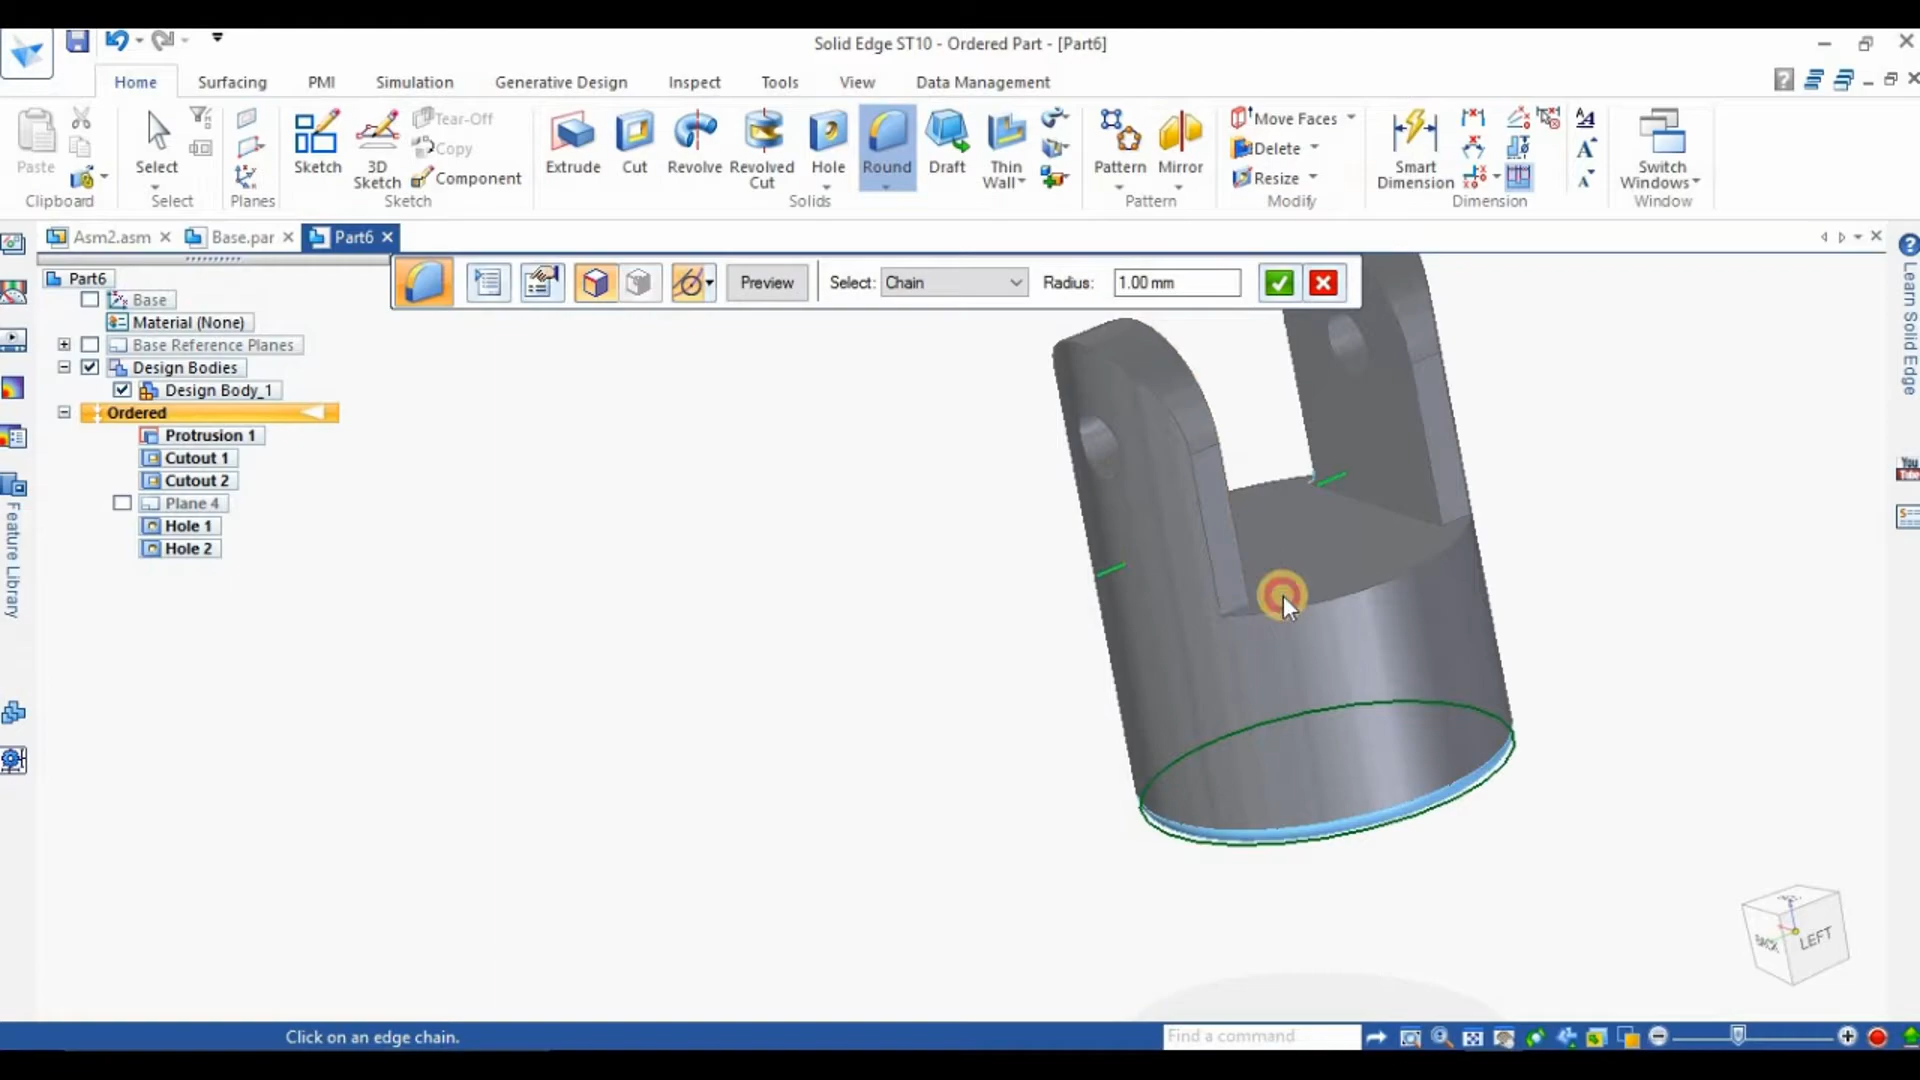 Solid Edge ST10 - Ordered Part - [Part6]
Home
Surfacing
PMI
Simulation
Generative Design
Inspect
Tools
View
Data Management
Paste
Select
Sketch
3D Sketch
Tear-Off
Copy
Component
Extrude
Cut
Revolve
Revolved Cut
Hole
Round
Draft
Thin Wall
Pattern
Mirror
Move Faces
Delete
Resize
Smart Dimension
Switch Windows
Clipboard
Select
Planes
Sketch
Solids
Pattern
Modify
Dimension
Window
Asm2.asm
Base.par
Part6
Preview
Select:
Chain
Radius:
1.00 mm
Part6
Base
Material (None)
Base Reference Planes
Design Bodies
Design Body_1
Ordered
Protrusion 1
Cutout 1
Cutout 2
Plane 4
Hole 1
Hole 2
Feature Library
Learn Solid Edge
You
BACK
LEFT
Click on an edge chain.
Find a command